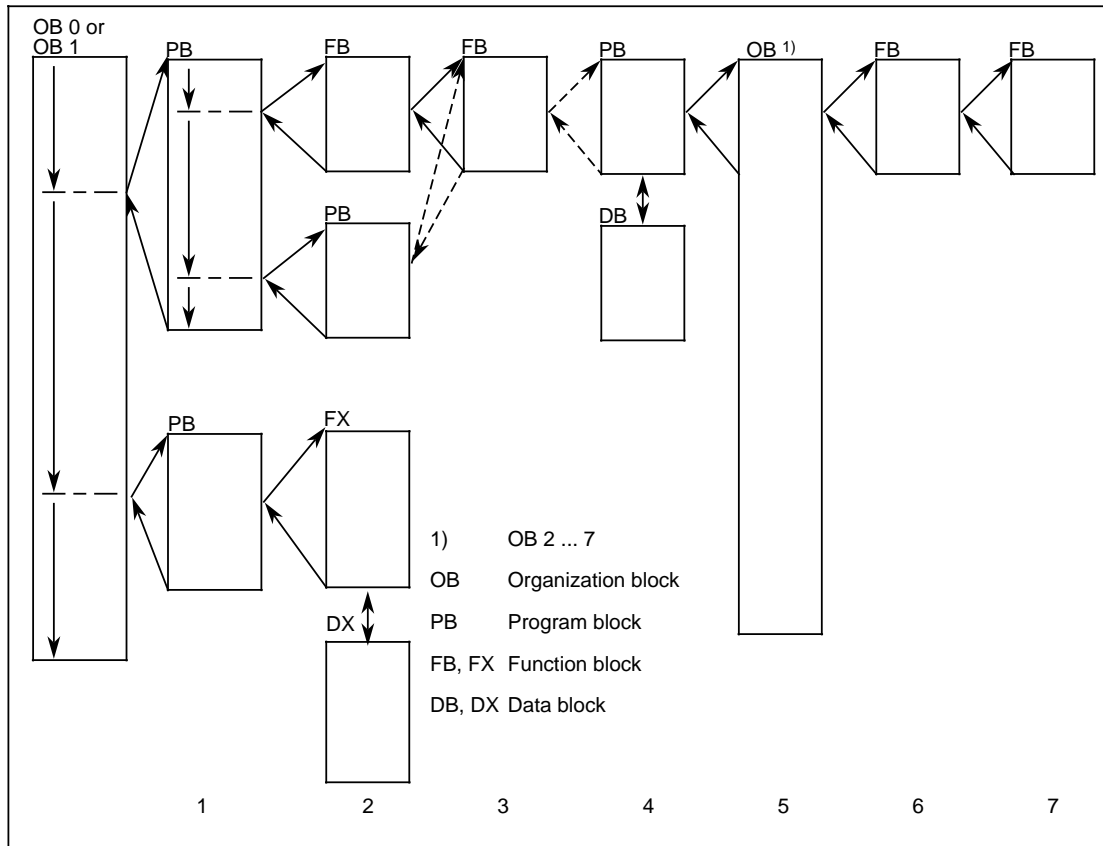 OB 0 or
OB 1
PB
FB
FB
PB
OB 1)
FB
FB
PB
DB
PB
FX
1) OB 2 ... 7
OB Organization block
PB Program block
DX
FB, FX Function block
DB, DX Data block
1 2 3 4 5 6 7